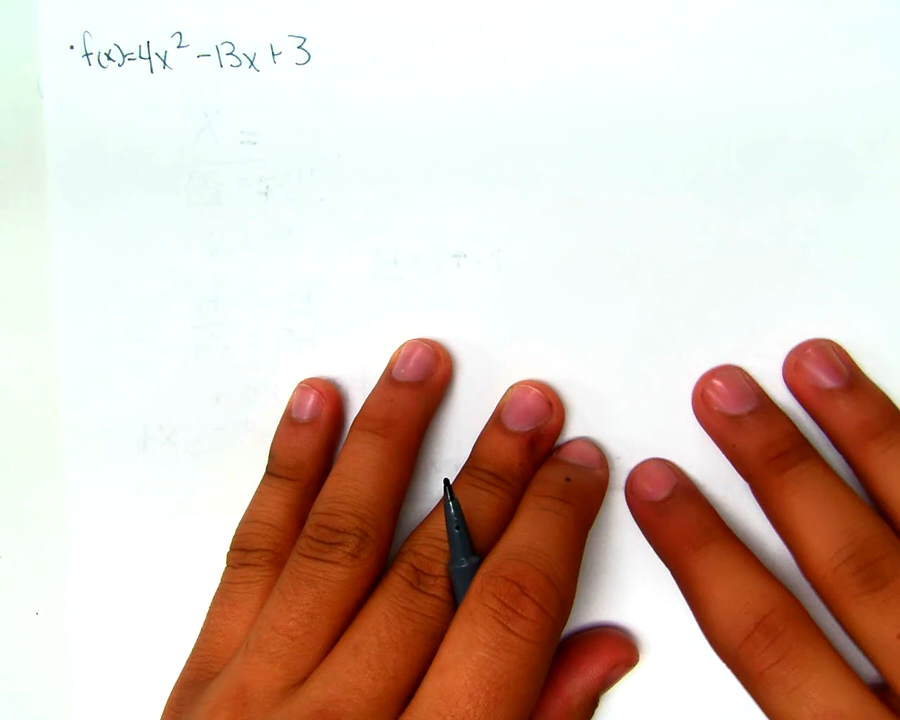 · f(x)=4x² -13x + 3